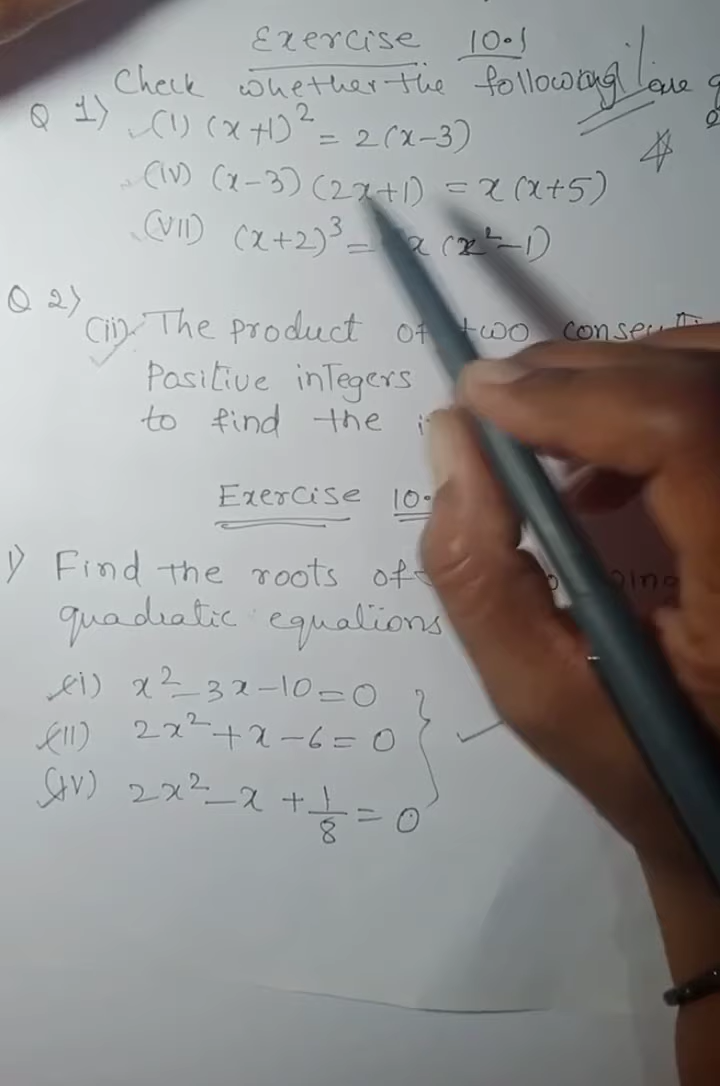 Exercise 10.1
Check whether the following are
Q 1) (i) (x+1)² = 2(x-3)
(iv) (x-3) (2x+1) = x(x+5)
(VII) (x+2)³ = x (x²-1)
Q 2)
(ii) The product of two
Positive integers
to find the
Exercise 10.
1) Find the roots of
quadratic equations
(i) x²-3x-10=0
(II) 2x²+x-6=0
(iv) 2x²-x+1/8=0